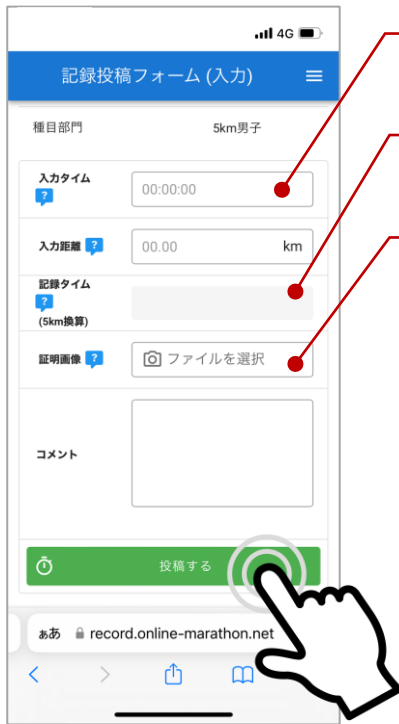 4G
記録投稿フォーム (入力)
種目部門 5km男子
入力タイム
?
00:00:00
入力距離 ? 00.00 km
記録タイム
?
(5km換算)
証明画像 ? ファイルを選択
コメント
投稿する
ぁあ record.online-marathon.net